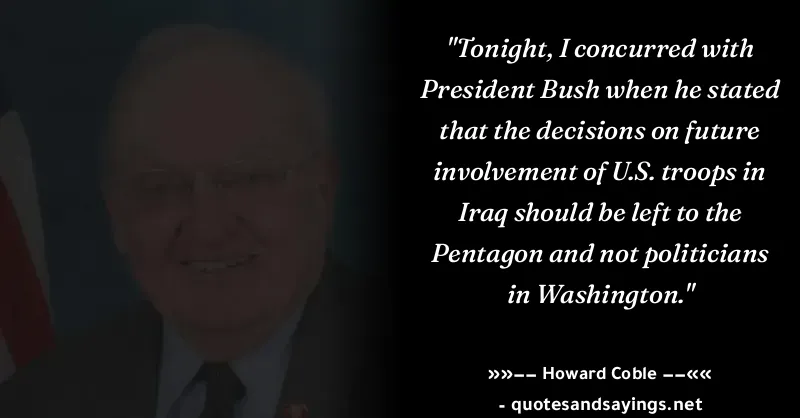 "Tonight, I concurred with
President Bush when he stated
that the decisions on future
involvement of U.S. troops in
Iraq should be left to the
Pentagon and not politicians
in Washington."
»»–– Howard Coble ––««
- quotesandsayings.net